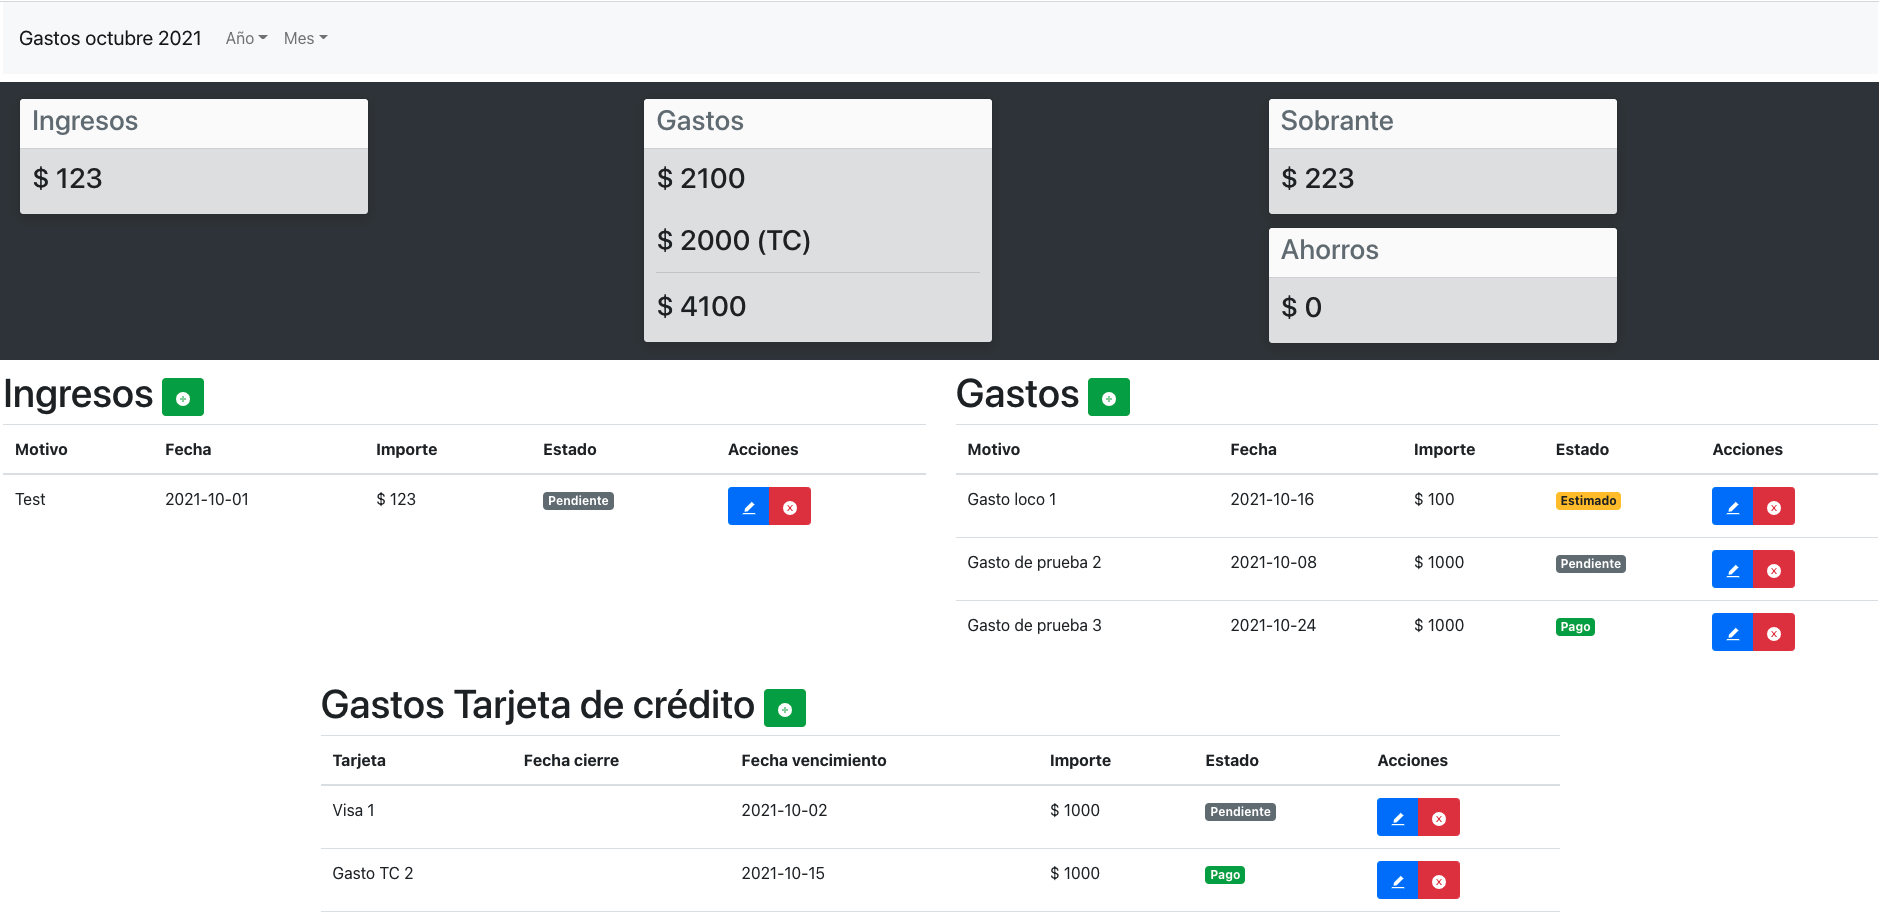 Gastos octubre 2021 Año Mes
Ingresos
$ 123
Gastos
$ 2100
$ 2000 (TC)
$ 4100
Sobrante
$ 223
Ahorros
$ 0
Ingresos
Motivo Fecha Importe Estado Acciones
Test 2021-10-01 $ 123 Pendiente
Gastos
Motivo Fecha Importe Estado Acciones
Gasto loco 1 2021-10-16 $ 100 Estimado
Gasto de prueba 2 2021-10-08 $ 1000 Pendiente
Gasto de prueba 3 2021-10-24 $ 1000 Pago
Gastos Tarjeta de crédito
Tarjeta Fecha cierre Fecha vencimiento Importe Estado Acciones
Visa 1 2021-10-02 $ 1000 Pendiente
Gasto TC 2 2021-10-15 $ 1000 Pago